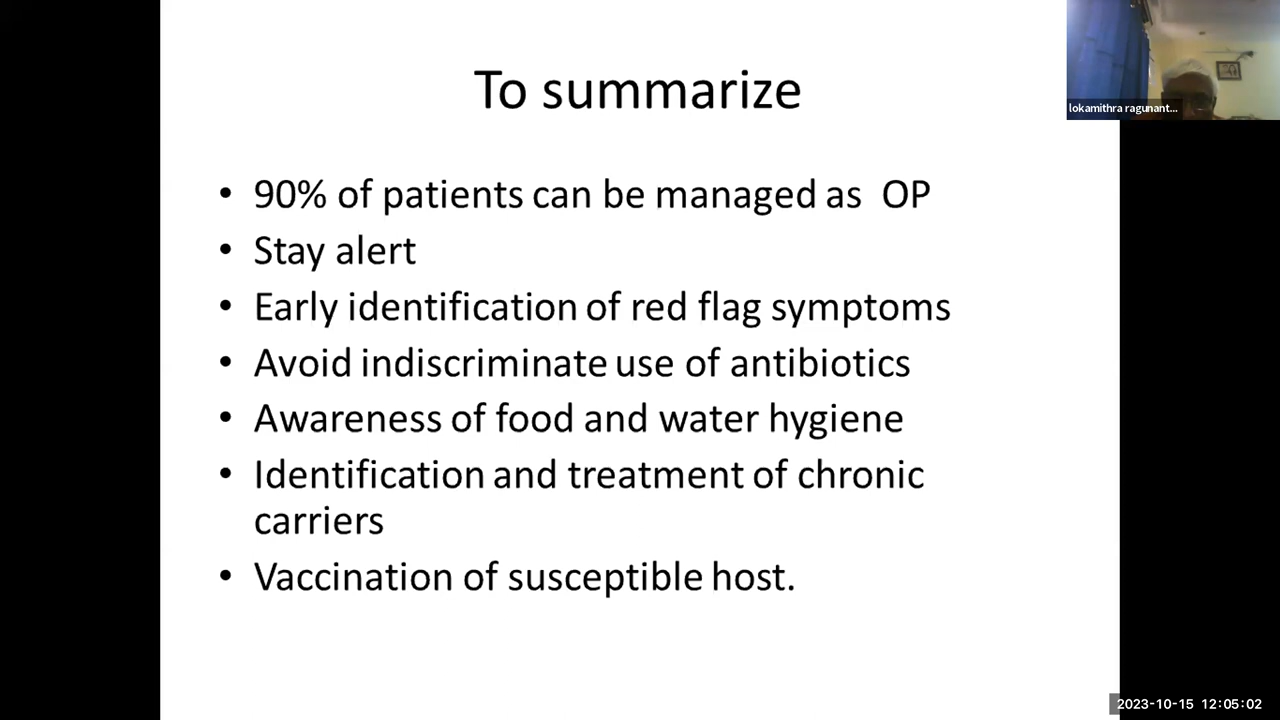 To summarize
lokamithra ragunant...
• 90% of patients can be managed as OP
• Stay alert
• Early identification of red flag symptoms
• Avoid indiscriminate use of antibiotics
• Awareness of food and water hygiene
• Identification and treatment of chronic
carriers
• Vaccination of susceptible host.
2023-10-15 12:05:02